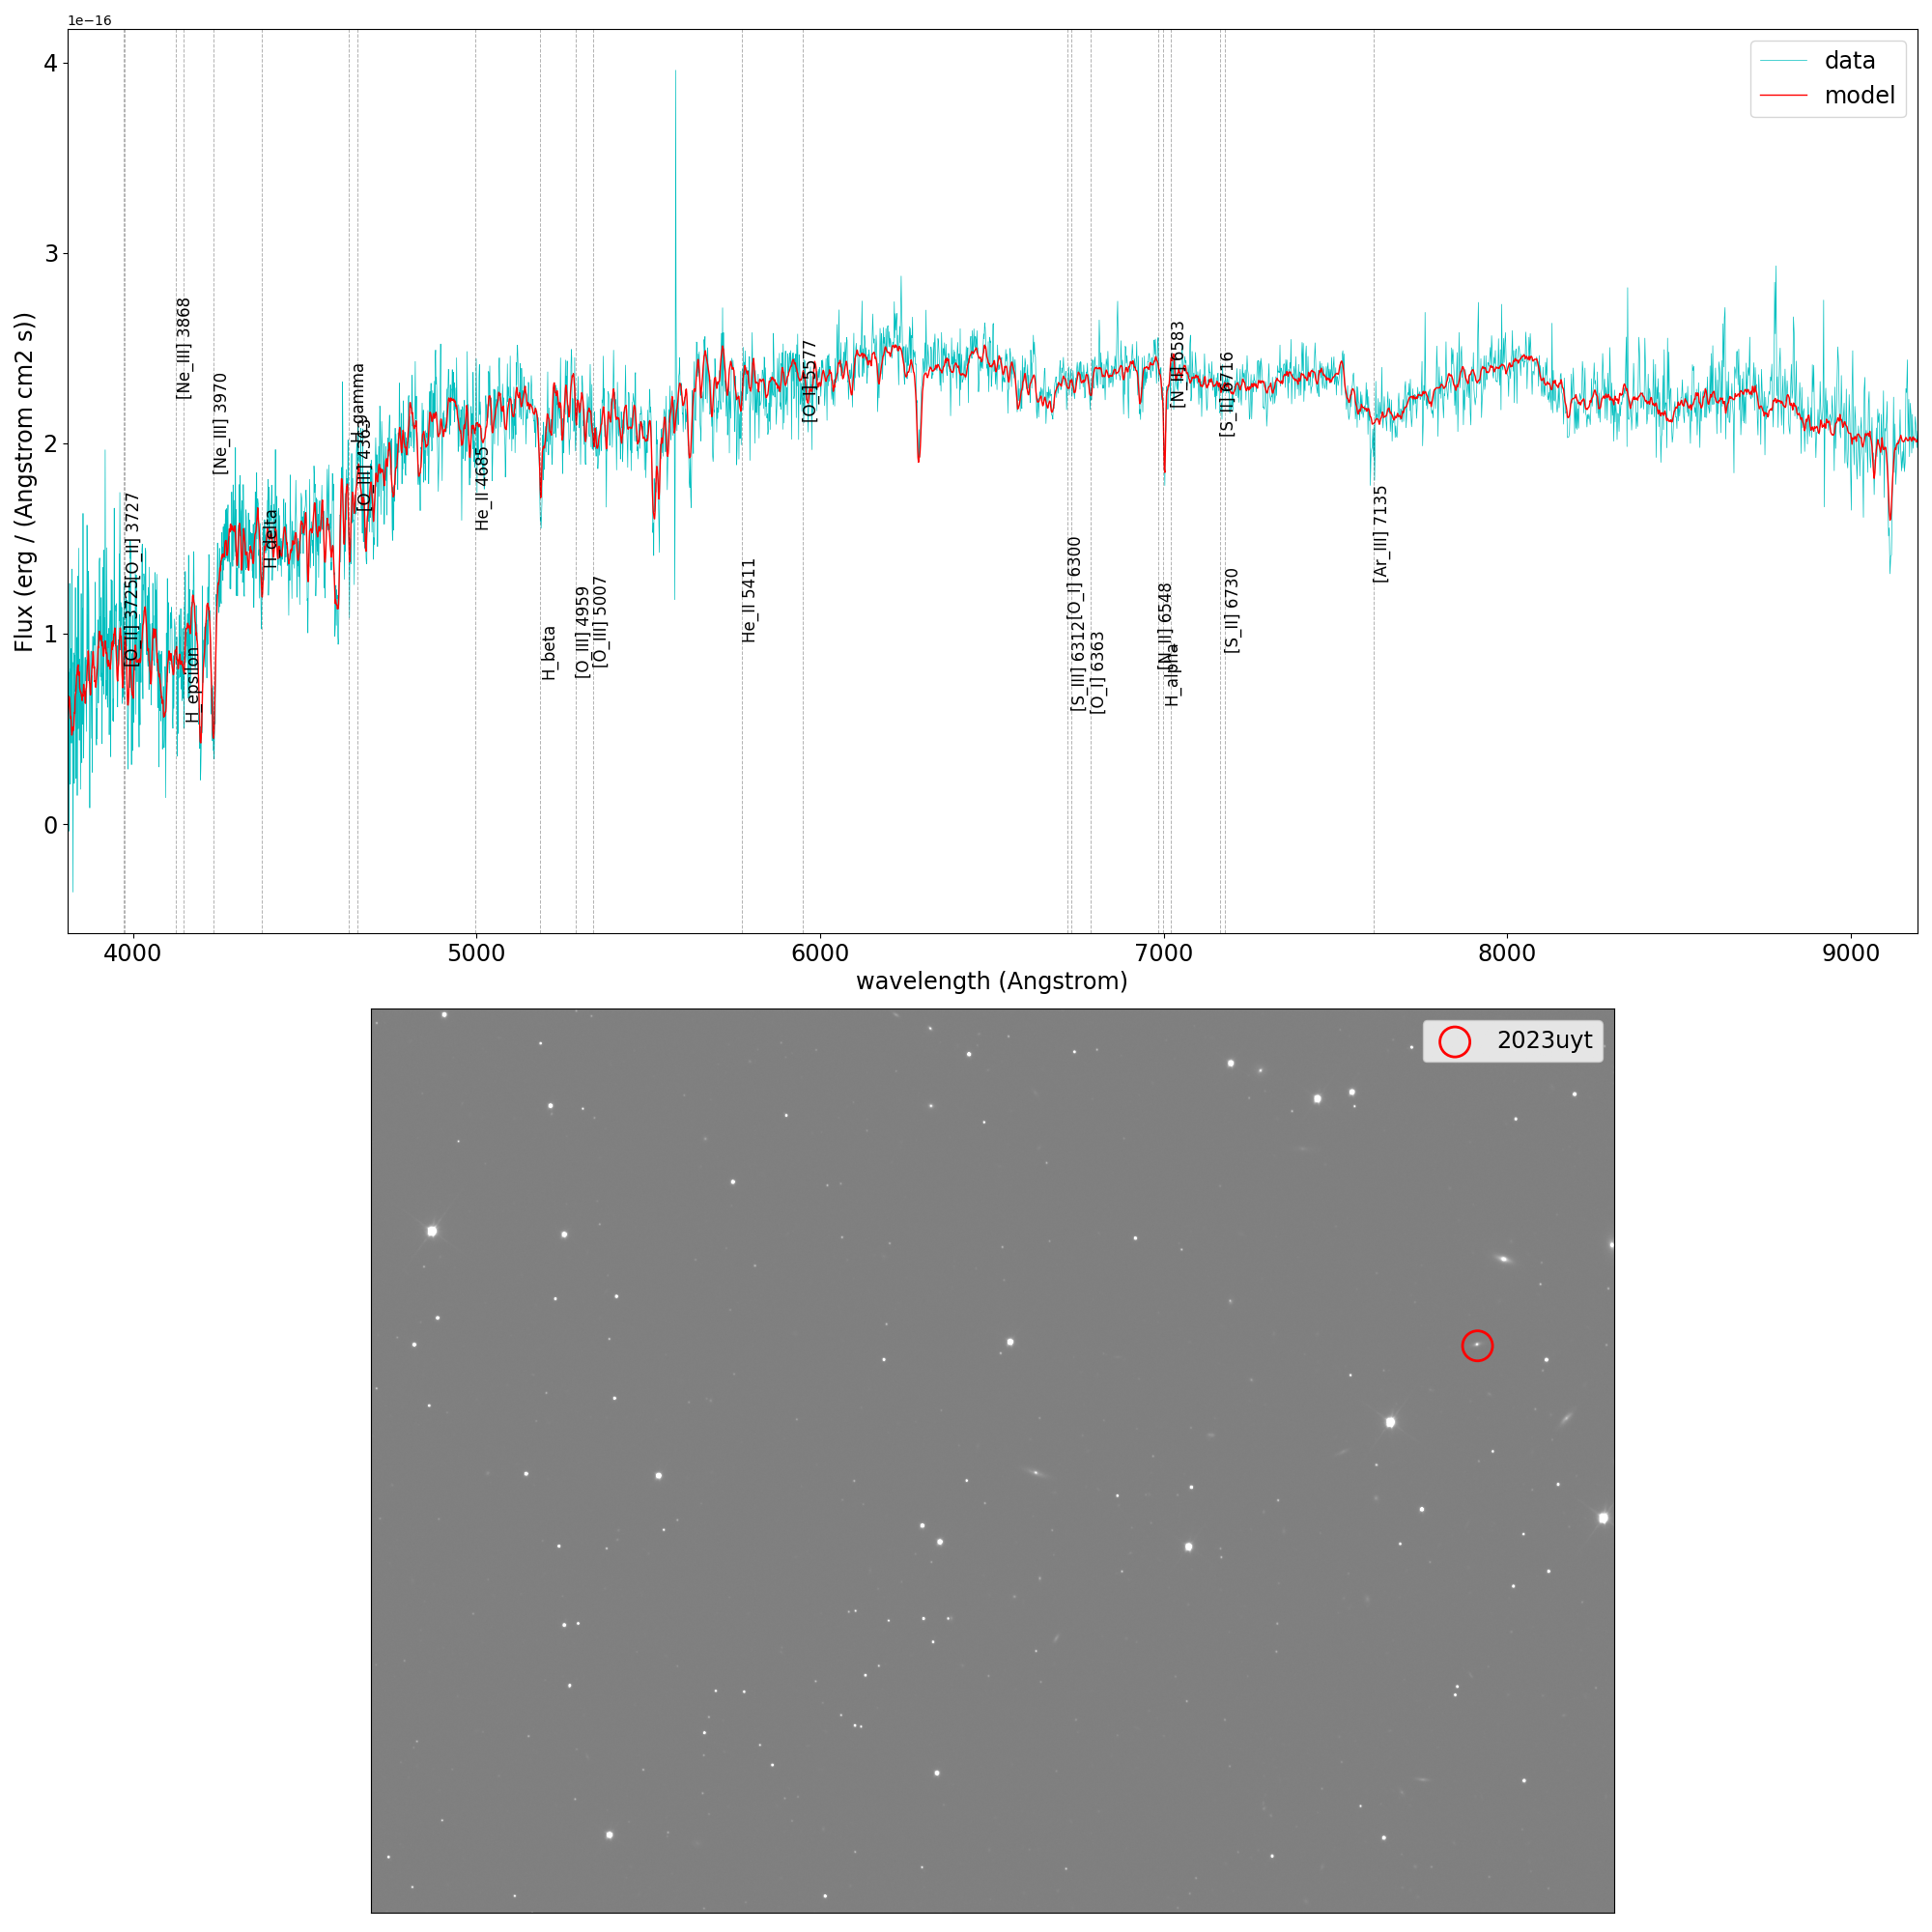 1e−16
4
3
2
1
0
Flux (erg / (Angstrom cm2 s))
data
model
[O_II] 3725
[O_II] 3727
[Ne_III] 3868
H_epsilon
[Ne_III] 3970
H_delta
H_gamma
[O_III] 4363
He_II 4685
H_beta
[O_III] 4959
[O_III] 5007
He_II 5411
[O_I] 5577
[O_I] 6300
[S_III] 6312
[O_I] 6363
[N_II] 6548
H_alpha
[N_II] 6583
[S_II] 6716
[S_II] 6730
[Ar_III] 7135
4000 5000 6000 7000 8000 9000
wavelength (Angstrom)
2023uyt